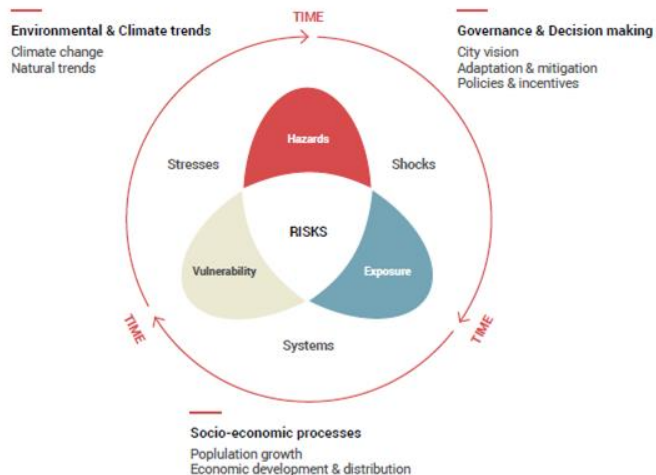 TIME
Environmental & Climate trends
Climate change
Natural trends
Governance & Decision making
City vision
Adaptation & mitigation
Policies & incentives
Hazards
Stresses
Shocks
RISKS
Vulnerability
Exposure
TIME
TIME
Systems
Socio-economic processes
Poplulation growth
Economic development & distribution